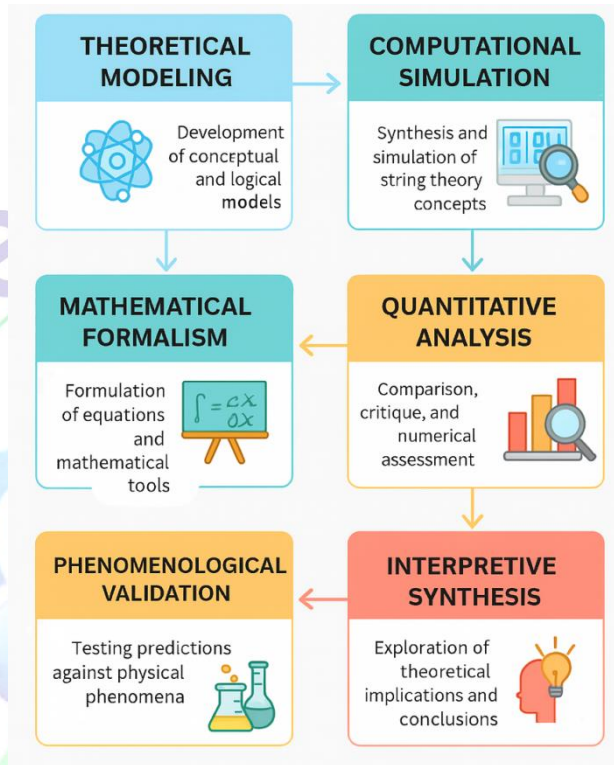 THEORETICAL
MODELING
Development
of conceptual
and logical
models
COMPUTATIONAL
SIMULATION
Synthesis and
simulation of
string theory
concepts
MATHEMATICAL
FORMALISM
Formulation
of equations
and
mathematical
tools
∫ = cx
ox
QUANTITATIVE
ANALYSIS
Comparison,
critique, and
numerical
assessment
PHENOMENOLOGICAL
VALIDATION
Testing predictions
against physical
phenomena
INTERPRETIVE
SYNTHESIS
Exploration of
theoretical
implications and
conclusions